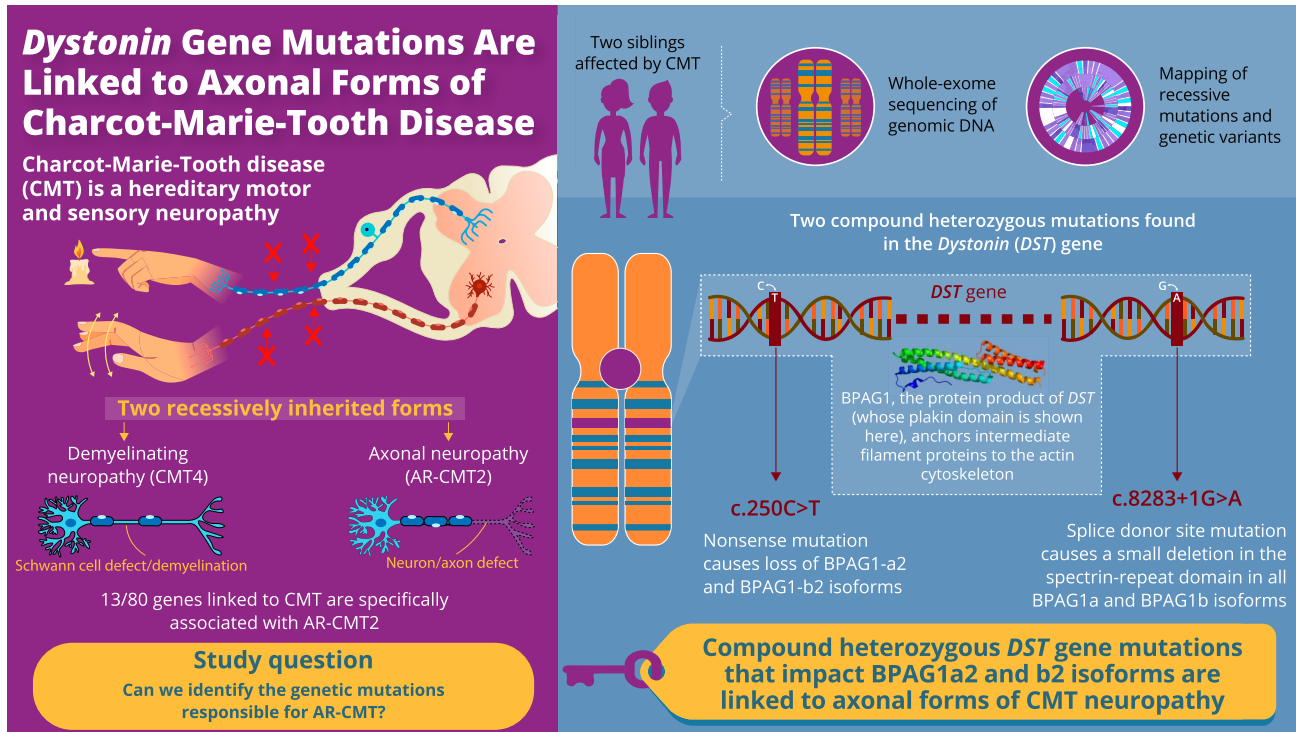 Dystonin Gene Mutations Are
Linked to Axonal Forms of
Charcot-Marie-Tooth Disease
Charcot-Marie-Tooth disease
(CMT) is a hereditary motor
and sensory neuropathy
Two recessively inherited forms
Demyelinating
neuropathy (CMT4)
Schwann cell defect/demyelination
Axonal neuropathy
(AR-CMT2)
Neuron/axon defect
13/80 genes linked to CMT are specifically
associated with AR-CMT2
Study question
Can we identify the genetic mutations
responsible for AR-CMT?
Two siblings
affected by CMT
Whole-exome
sequencing of
genomic DNA
Mapping of
recessive
mutations and
genetic variants
Two compound heterozygous mutations found
in the Dystonin (DST) gene
C
T
DST gene
G
A
BPAG1, the protein product of DST
(whose plakin domain is shown
here), anchors intermediate
filament proteins to the actin
cytoskeleton
c.250C>T
Nonsense mutation
causes loss of BPAG1-a2
and BPAG1-b2 isoforms
c.8283+1G>A
Splice donor site mutation
causes a small deletion in the
spectrin-repeat domain in all
BPAG1a and BPAG1b isoforms
Compound heterozygous DST gene mutations
that impact BPAG1a2 and b2 isoforms are
linked to axonal forms of CMT neuropathy